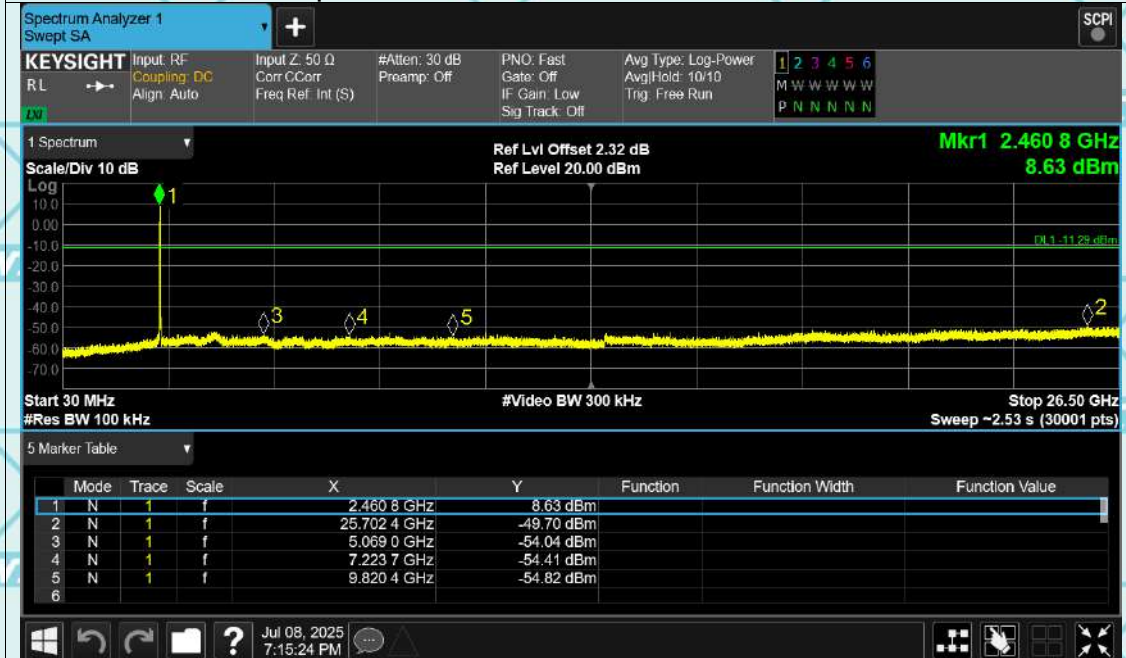 Spectrum Analyzer 1
Swept SA
+
SCPI
KEYSIGHT
RL
LXI
Input: RF
Coupling: DC
Align: Auto
Input Z: 50 Ω
Corr CCorr
Freq Ref: Int (S)
#Atten: 30 dB
Preamp: Off
PNO: Fast
Gate: Off
IF Gain: Low
Sig Track: Off
Avg Type: Log-Power
Avg|Hold: 10/10
Trig: Free Run
1 2 3 4 5 6
M W W W W W
P N N N N N
1 Spectrum
Scale/Div 10 dB
Ref Lvl Offset 2.32 dB
Ref Level 20.00 dBm
Mkr1 2.460 8 GHz
8.63 dBm
Log
10.0
0.00
-10.0
-20.0
-30.0
-40.0
-50.0
-60.0
-70.0
1
DL1 -11.29 dBm
2
3
4
5
Start 30 MHz
#Video BW 300 kHz
Stop 26.50 GHz
#Res BW 100 kHz
Sweep ~2.53 s (30001 pts)
5 Marker Table
Mode Trace Scale X Y Function Function Width Function Value
1 N 1 f 2.460 8 GHz 8.63 dBm
2 N 1 f 25.702 4 GHz -49.70 dBm
3 N 1 f 5.069 0 GHz -54.04 dBm
4 N 1 f 7.223 7 GHz -54.41 dBm
5 N 1 f 9.820 4 GHz -54.82 dBm
6
?
Jul 08, 2025
7:15:24 PM